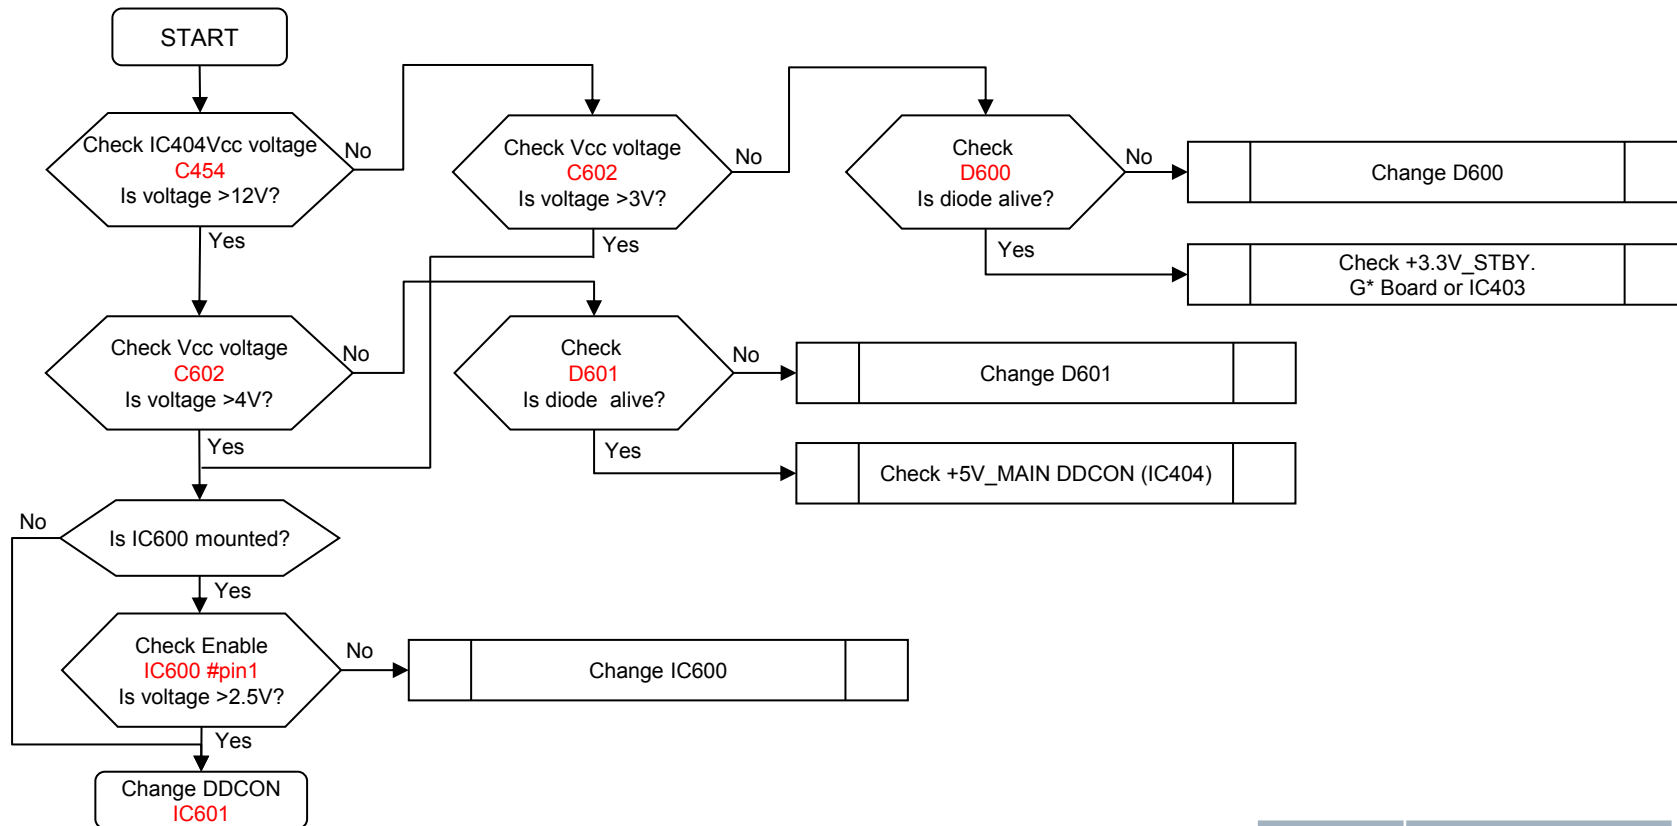 START
Check IC404Vcc voltage
C454
Is voltage >12V?
No
Yes
Check Vcc voltage
C602
Is voltage >3V?
No
Yes
Check
D600
Is diode alive?
No
Yes
Change D600
Check +3.3V_STBY.
G* Board or IC403
Check Vcc voltage
C602
Is voltage >4V?
No
Yes
Check
D601
Is diode  alive?
No
Yes
Change D601
Check +5V_MAIN DDCON (IC404)
Is IC600 mounted?
No
Yes
Check Enable
IC600 #pin1
Is voltage >2.5V?
No
Yes
Change IC600
Change DDCON
IC601